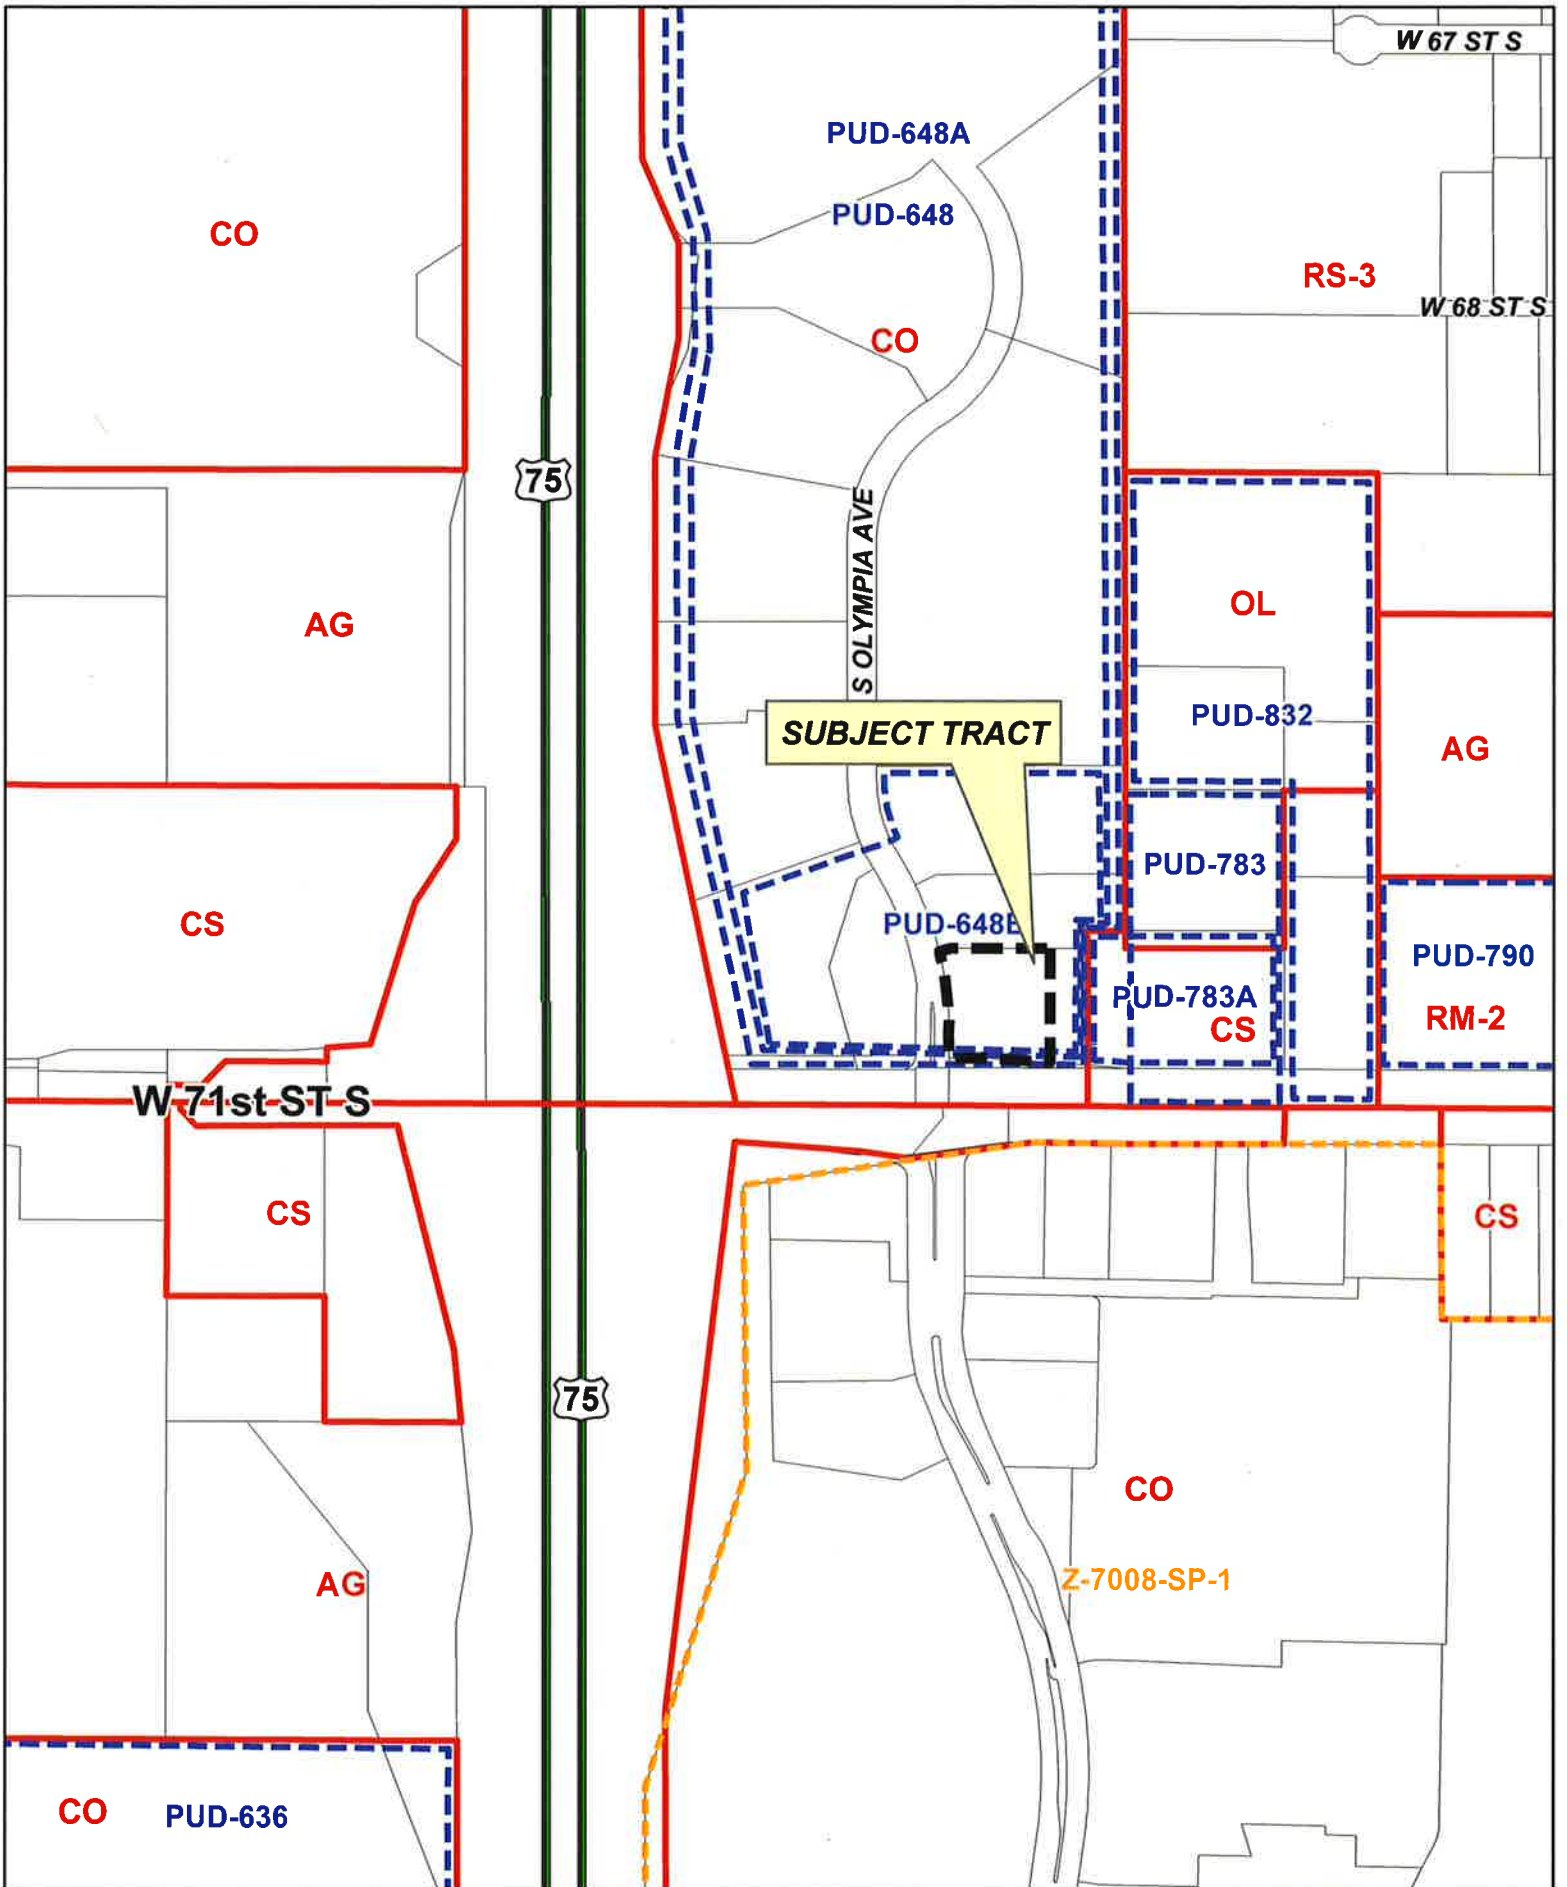 W 67 ST S
PUD-648A
PUD-648
CO
RS-3
W 68 ST S
CO
75
S OLYMPIA AVE
OL
AG
PUD-832
SUBJECT TRACT
AG
PUD-783
CS
PUD-648B
PUD-790
PUD-783A
RM-2
CS
W 71st ST S
CS
CS
75
CO
Z-7008-SP-1
AG
CO
PUD-636